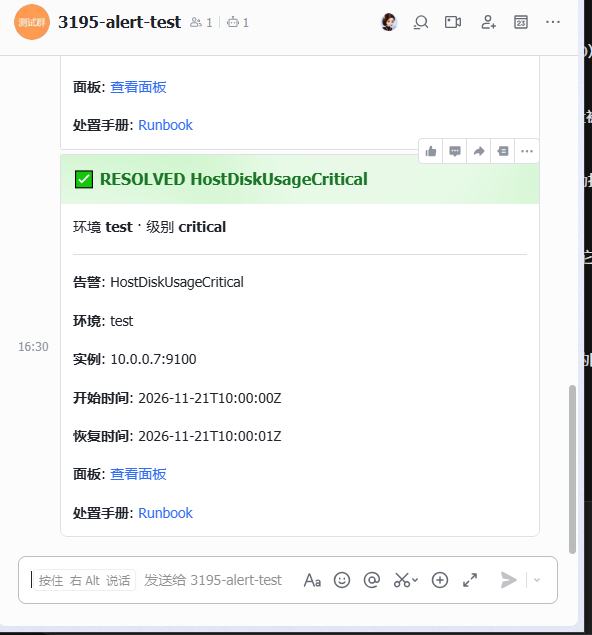 测试群 3195-alert-test 1 1 23
面板: 查看面板
处置手册: Runbook
RESOLVED HostDiskUsageCritical
环境 test · 级别 critical
告警: HostDiskUsageCritical
环境: test
16:30
实例: 10.0.0.7:9100
开始时间: 2026-11-21T10:00:00Z
恢复时间: 2026-11-21T10:00:01Z
面板: 查看面板
处置手册: Runbook
按住 右 Alt 说话 发送给 3195-alert-test Aa